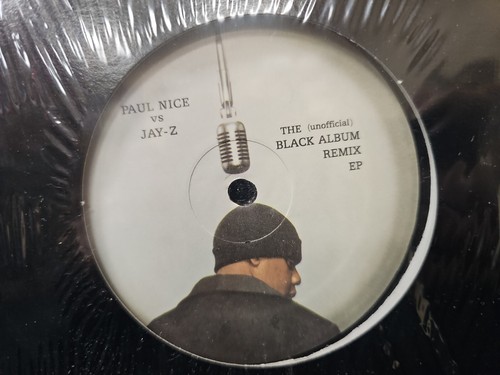 PAUL NICE
VS
JAY-Z
THE (unofficial)
BLACK ALBUM
REMIX
EP